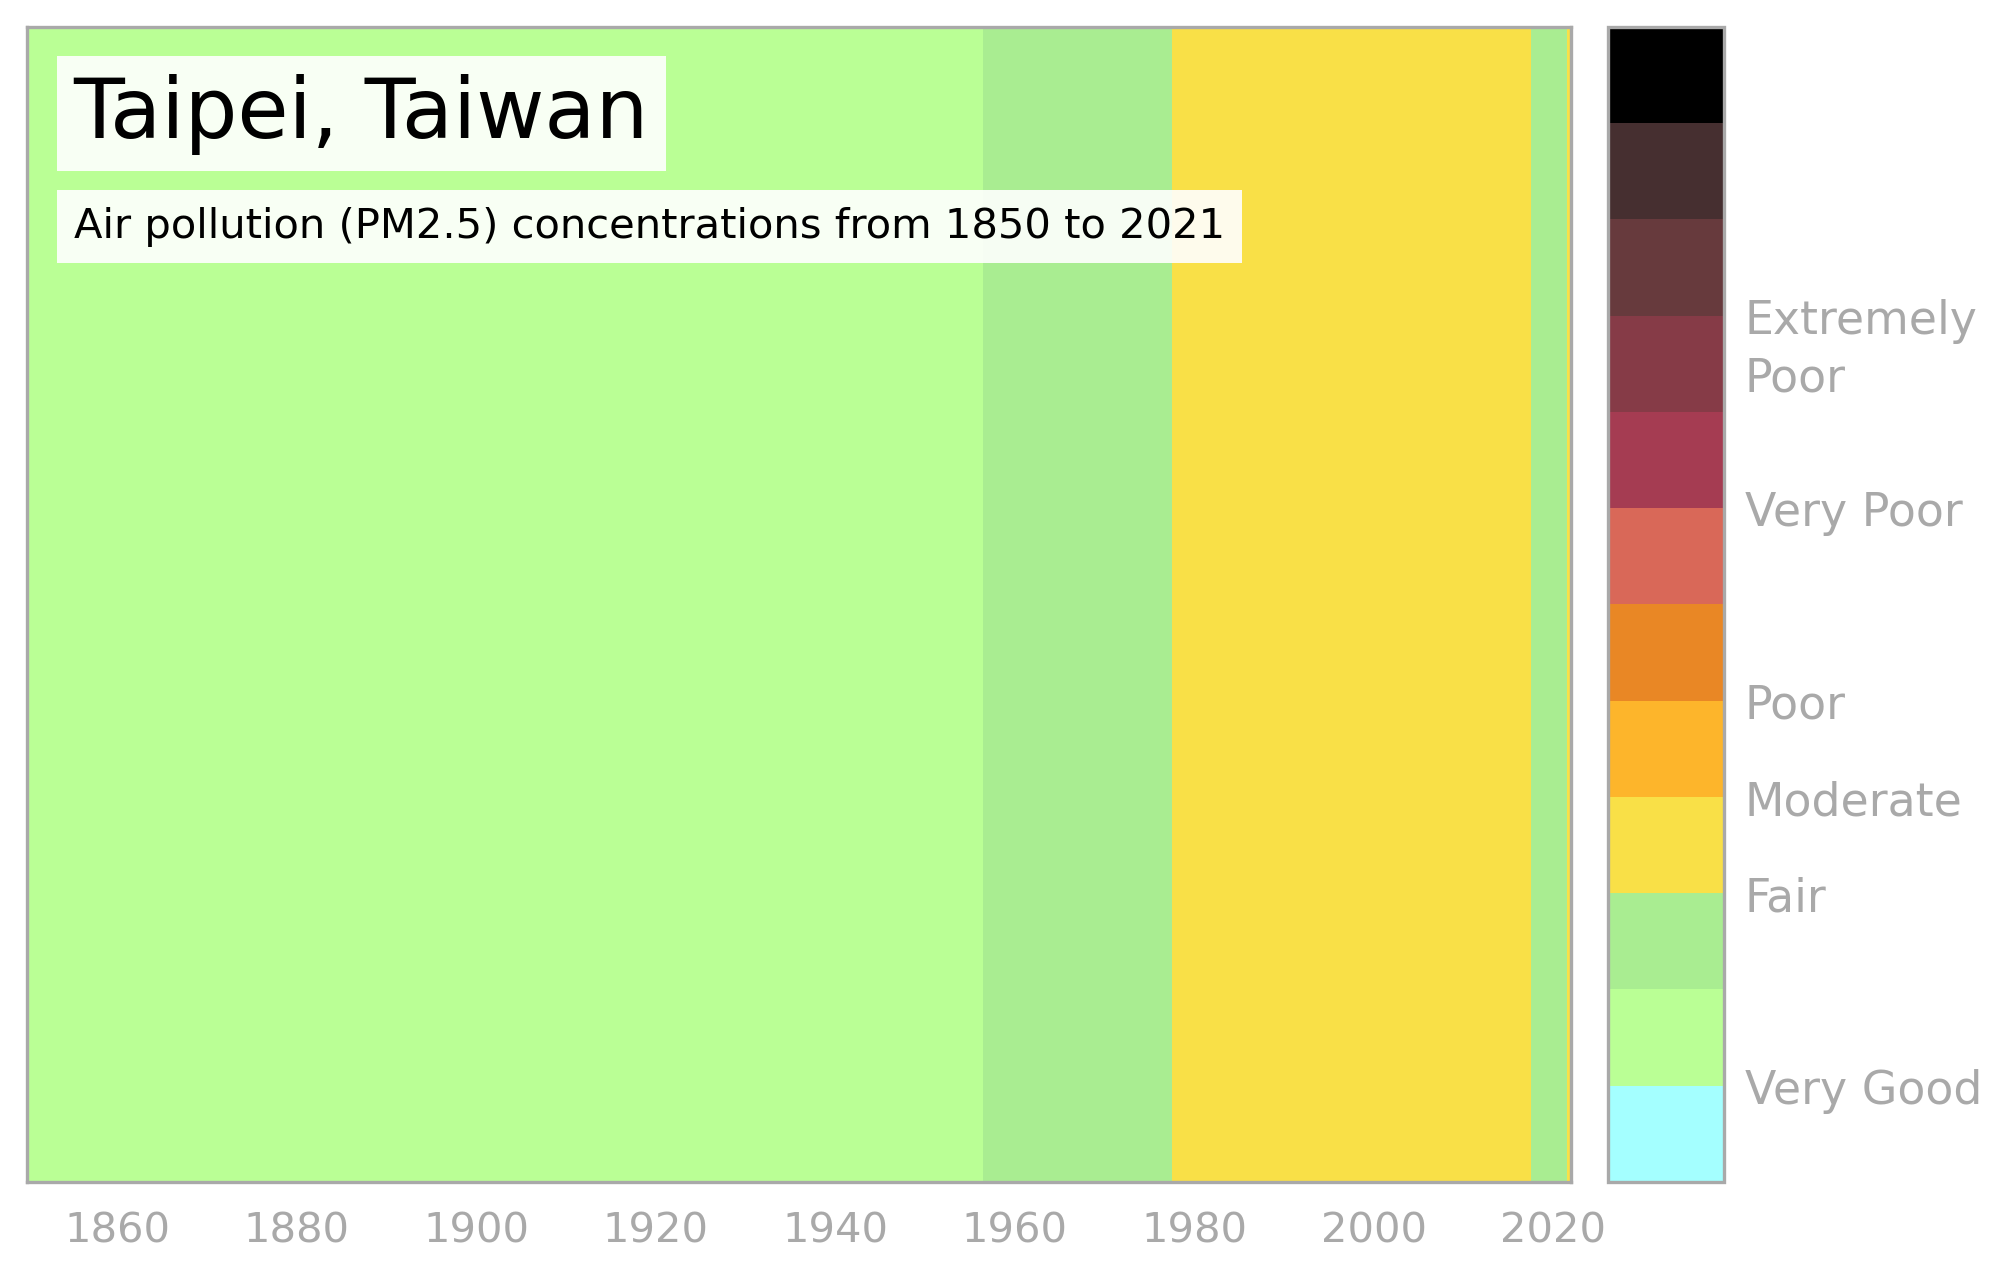 Taipei, Taiwan
Air pollution (PM2.5) concentrations from 1850 to 2021
Extremely
Poor
Very Poor
Poor
Moderate
Fair
Very Good
1860 1880 1900 1920 1940 1960 1980 2000 2020